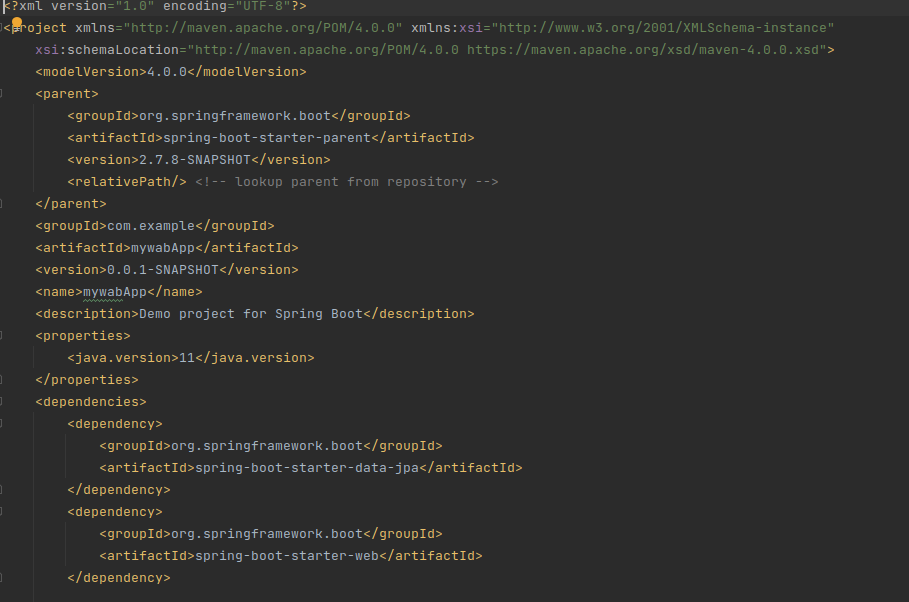 <?xml version="1.0" encoding="UTF-8"?>
<project xmlns="http://maven.apache.org/POM/4.0.0" xmlns:xsi="http://www.w3.org/2001/XMLSchema-instance"
xsi:schemaLocation="http://maven.apache.org/POM/4.0.0 https://maven.apache.org/xsd/maven-4.0.0.xsd">
<modelVersion>4.0.0</modelVersion>
<parent>
<groupId>org.springframework.boot</groupId>
<artifactId>spring-boot-starter-parent</artifactId>
<version>2.7.8-SNAPSHOT</version>
<relativePath/> <!-- lookup parent from repository -->
</parent>
<groupId>com.example</groupId>
<artifactId>mywabApp</artifactId>
<version>0.0.1-SNAPSHOT</version>
<name>mywabApp</name>
<description>Demo project for Spring Boot</description>
<properties>
<java.version>11</java.version>
</properties>
<dependencies>
<dependency>
<groupId>org.springframework.boot</groupId>
<artifactId>spring-boot-starter-data-jpa</artifactId>
</dependency>
<dependency>
<groupId>org.springframework.boot</groupId>
<artifactId>spring-boot-starter-web</artifactId>
</dependency>